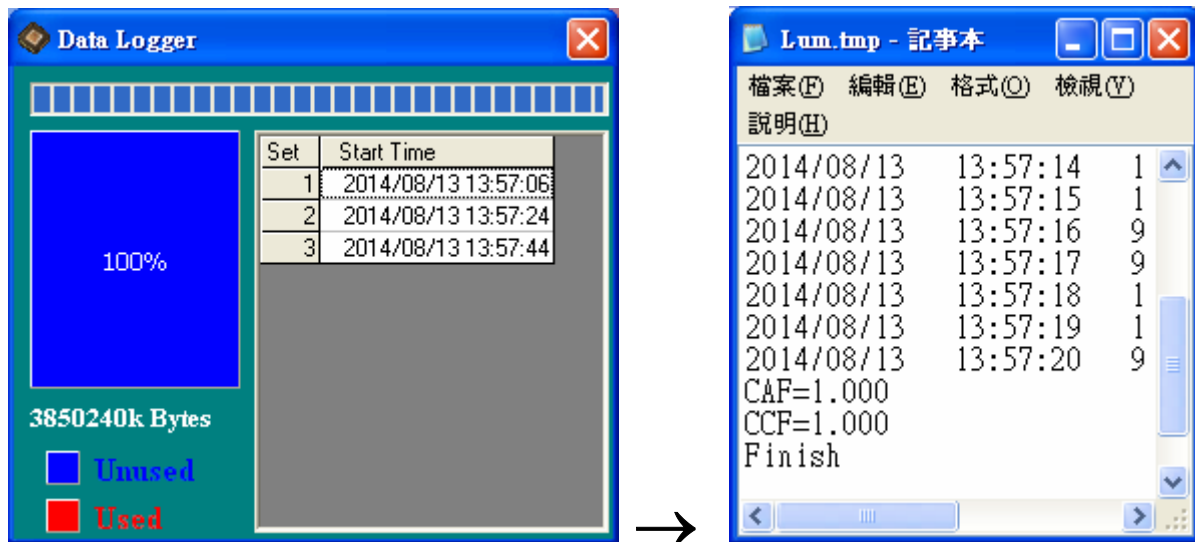 Data Logger
Set Start Time
1 2014/08/13 13:57:06
2 2014/08/13 13:57:24
3 2014/08/13 13:57:44
100%
3850240k Bytes
Unused
Used
→
Lum.tmp - 記事本
檔案(F) 編輯(E) 格式(O) 檢視(V)
說明(H)
2014/08/13 13:57:14 1
2014/08/13 13:57:15 1
2014/08/13 13:57:16 9
2014/08/13 13:57:17 9
2014/08/13 13:57:18 1
2014/08/13 13:57:19 1
2014/08/13 13:57:20 9
CAF=1.000
CCF=1.000
Finish